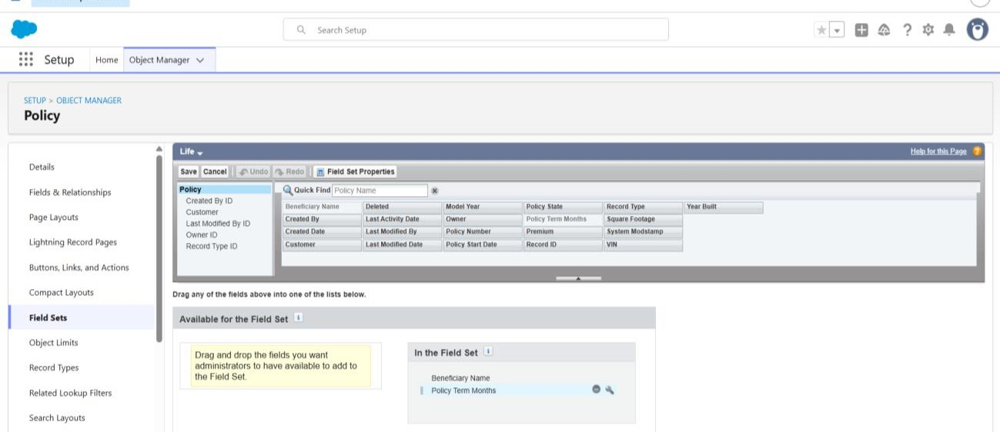 Search Setup
Setup
Home
Object Manager
SETUP > OBJECT MANAGER
Policy
Details
Fields & Relationships
Page Layouts
Lightning Record Pages
Buttons, Links, and Actions
Compact Layouts
Field Sets
Object Limits
Record Types
Related Lookup Filters
Search Layouts
Life
Help for this Page
Save Cancel Undo Redo Field Set Properties
Policy
Created By ID
Customer
Last Modified By ID
Owner ID
Record Type ID
Quick Find Policy Name
Beneficiary Name Deleted Model Year Policy State Record Type Year Built
Created By Last Activity Date Owner Policy Term Months Square Footage
Created Date Last Modified By Policy Number Premium System Modstamp
Customer Last Modified Date Policy Start Date Record ID VIN
Drag any of the fields above into one of the lists below.
Available for the Field Set
Drag and drop the fields you want
administrators to have available to add to
the Field Set.
In the Field Set
Beneficiary Name
Policy Term Months